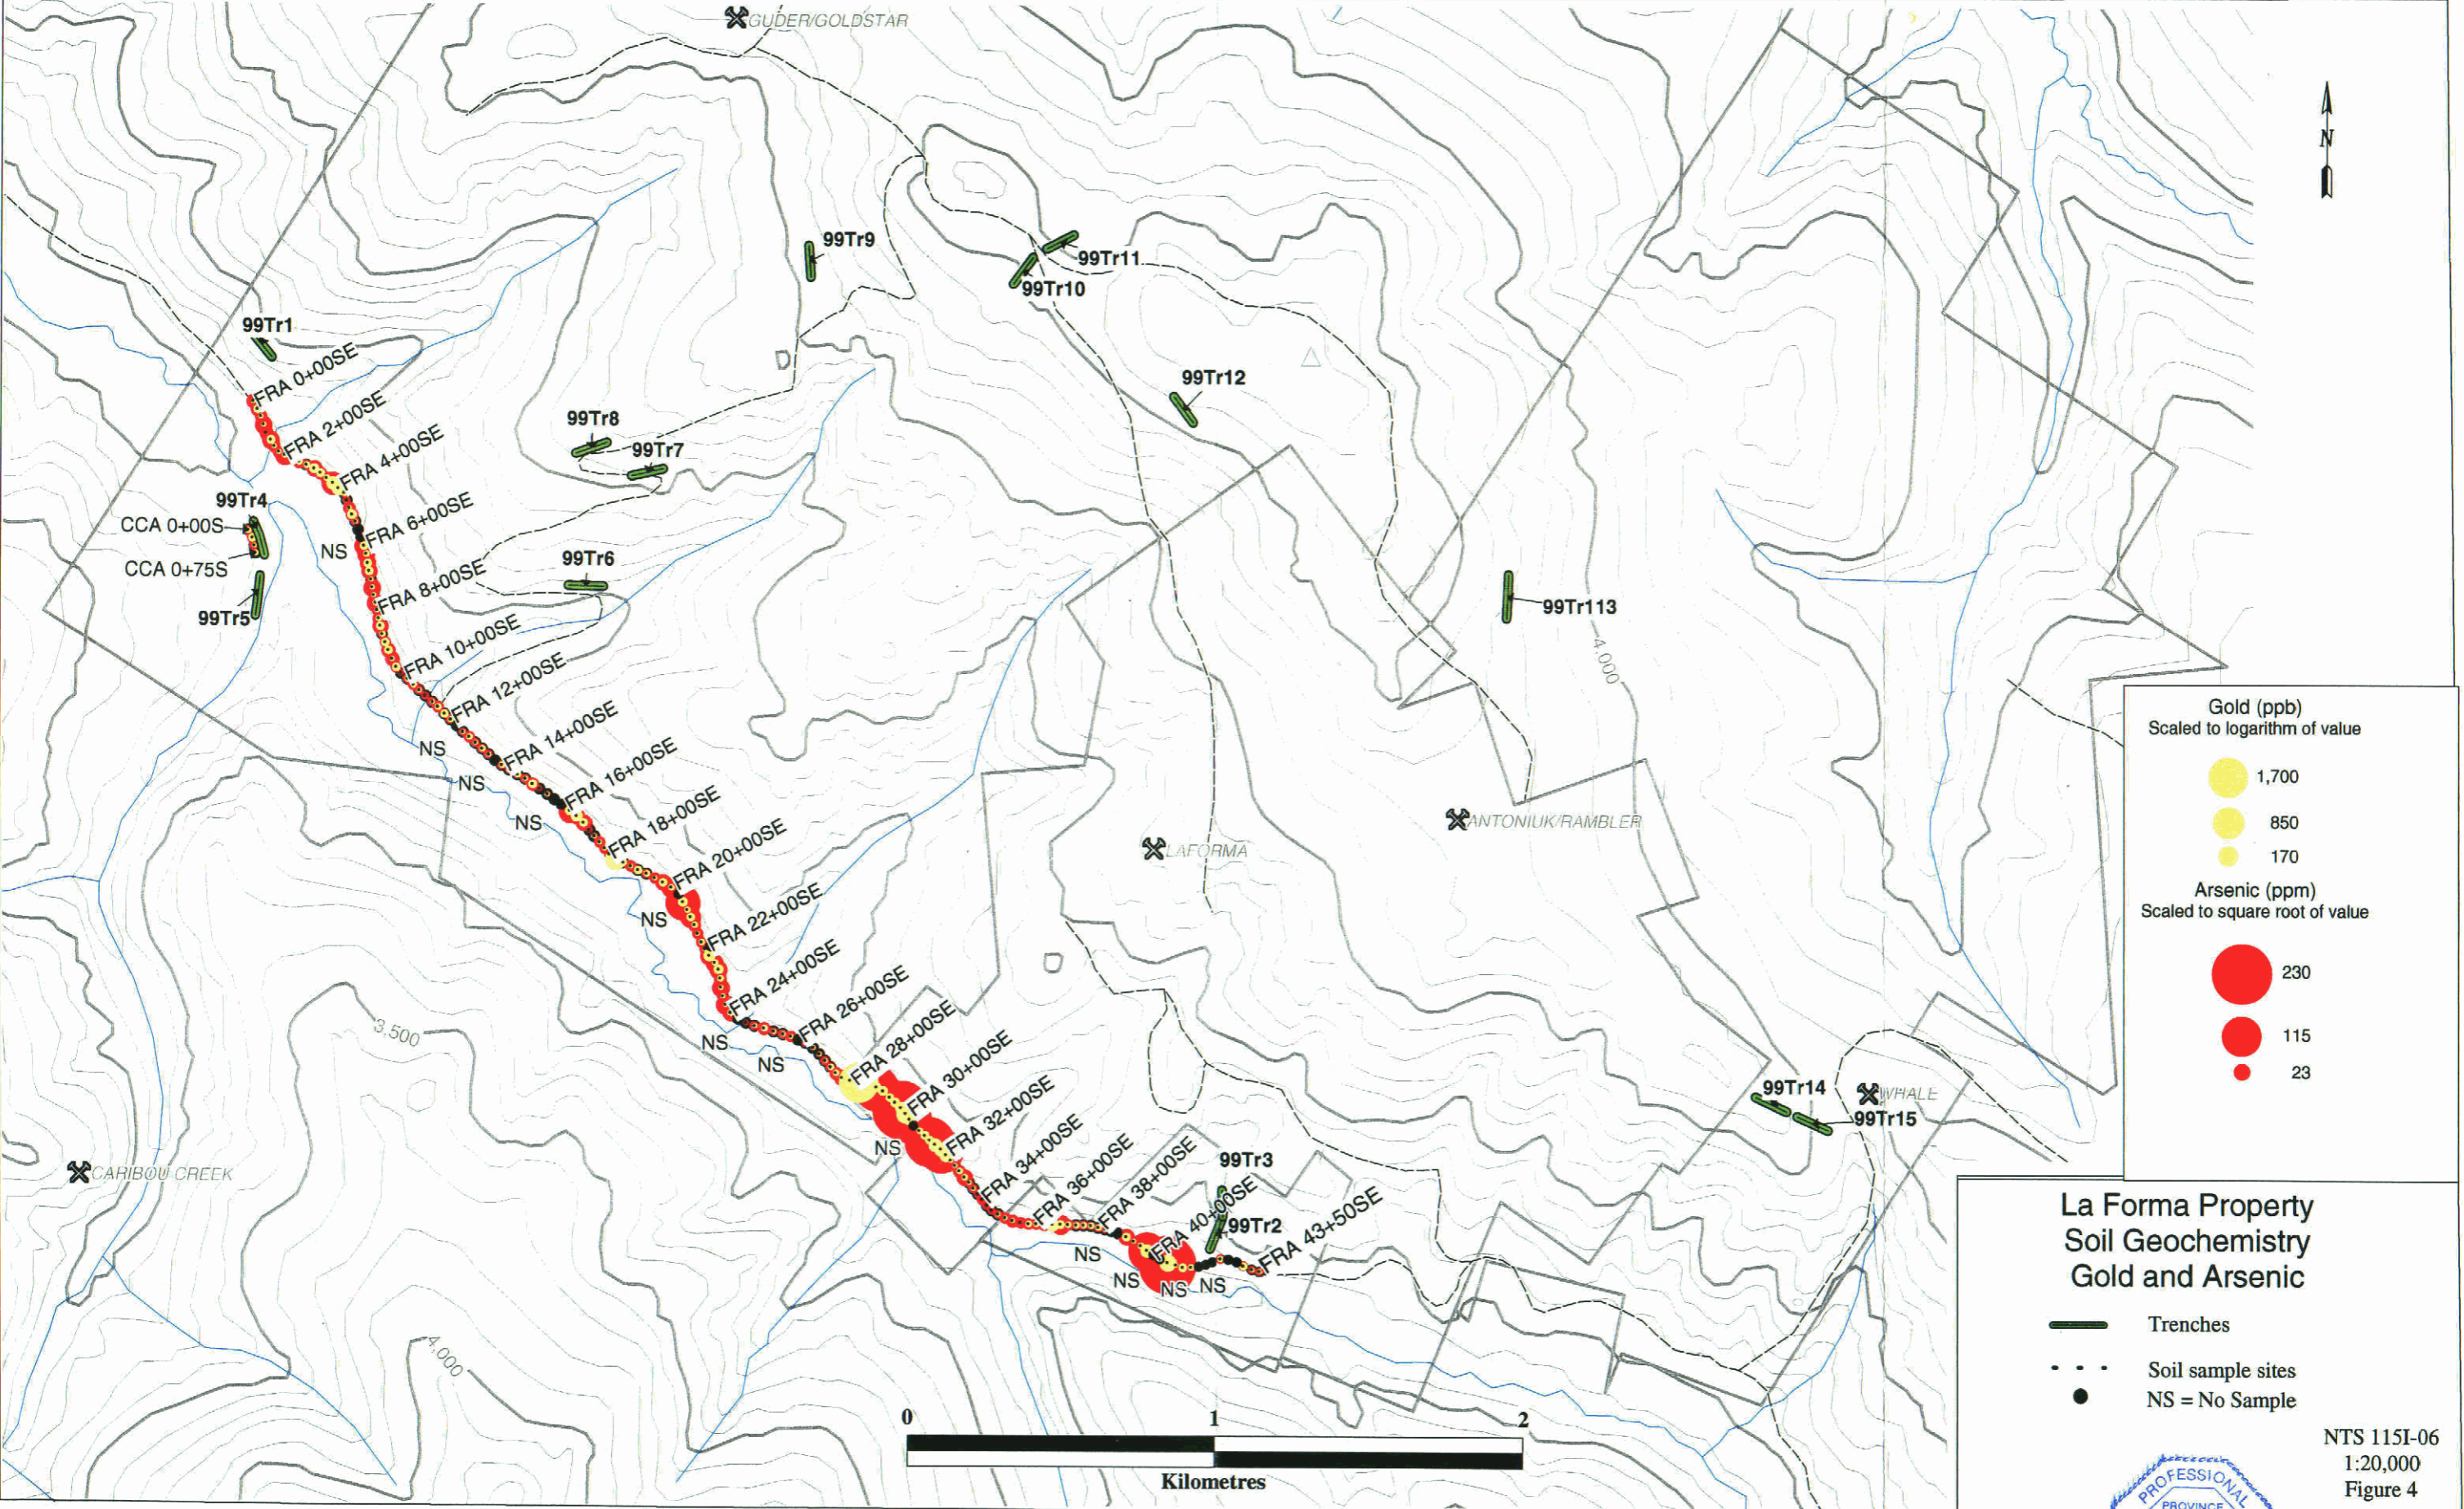 GUDER/GOLDSTAR
N
99Tr9
99Tr11
99Tr10
99Tr1
FRA 0+00SE
99Tr12
FRA 2+00SE
99Tr8
FRA 4+00SE
99Tr7
99Tr4
FRA 6+00SE
CCA 0+00S
NS
CCA 0+75S
99Tr6
FRA 8+00SE
99Tr5
99Tr113
FRA 10+00SE
4,000
FRA 12+00SE
FRA 14+00SE
NS
FRA 16+00SE
NS
FRA 18+00SE
NS
FRA 20+00SE
ANTONIUK/RAMBLER
LAFORMA
FRA 22+00SE
NS
FRA 24+00SE
FRA 26+00SE
3,500
NS
FRA 28+00SE
NS
FRA 30+00SE
FRA 32+00SE
99Tr14
WHALE
99Tr15
NS
FRA 34+00SE
FRA 36+00SE
FRA 38+00SE
99Tr3
CARIBOU CREEK
FRA 40+00SE
99Tr2
FRA 43+50SE
NS
NS
NS
NS
4,000
0 1 2
Kilometres
Gold (ppb)
Scaled to logarithm of value
1,700
850
170
Arsenic (ppm)
Scaled to square root of value
230
115
23
La Forma Property
Soil Geochemistry
Gold and Arsenic
Trenches
Soil sample sites
NS = No Sample
NTS 115I-06
1:20,000
Figure 4
PROFESSIONAL
PROVINCE